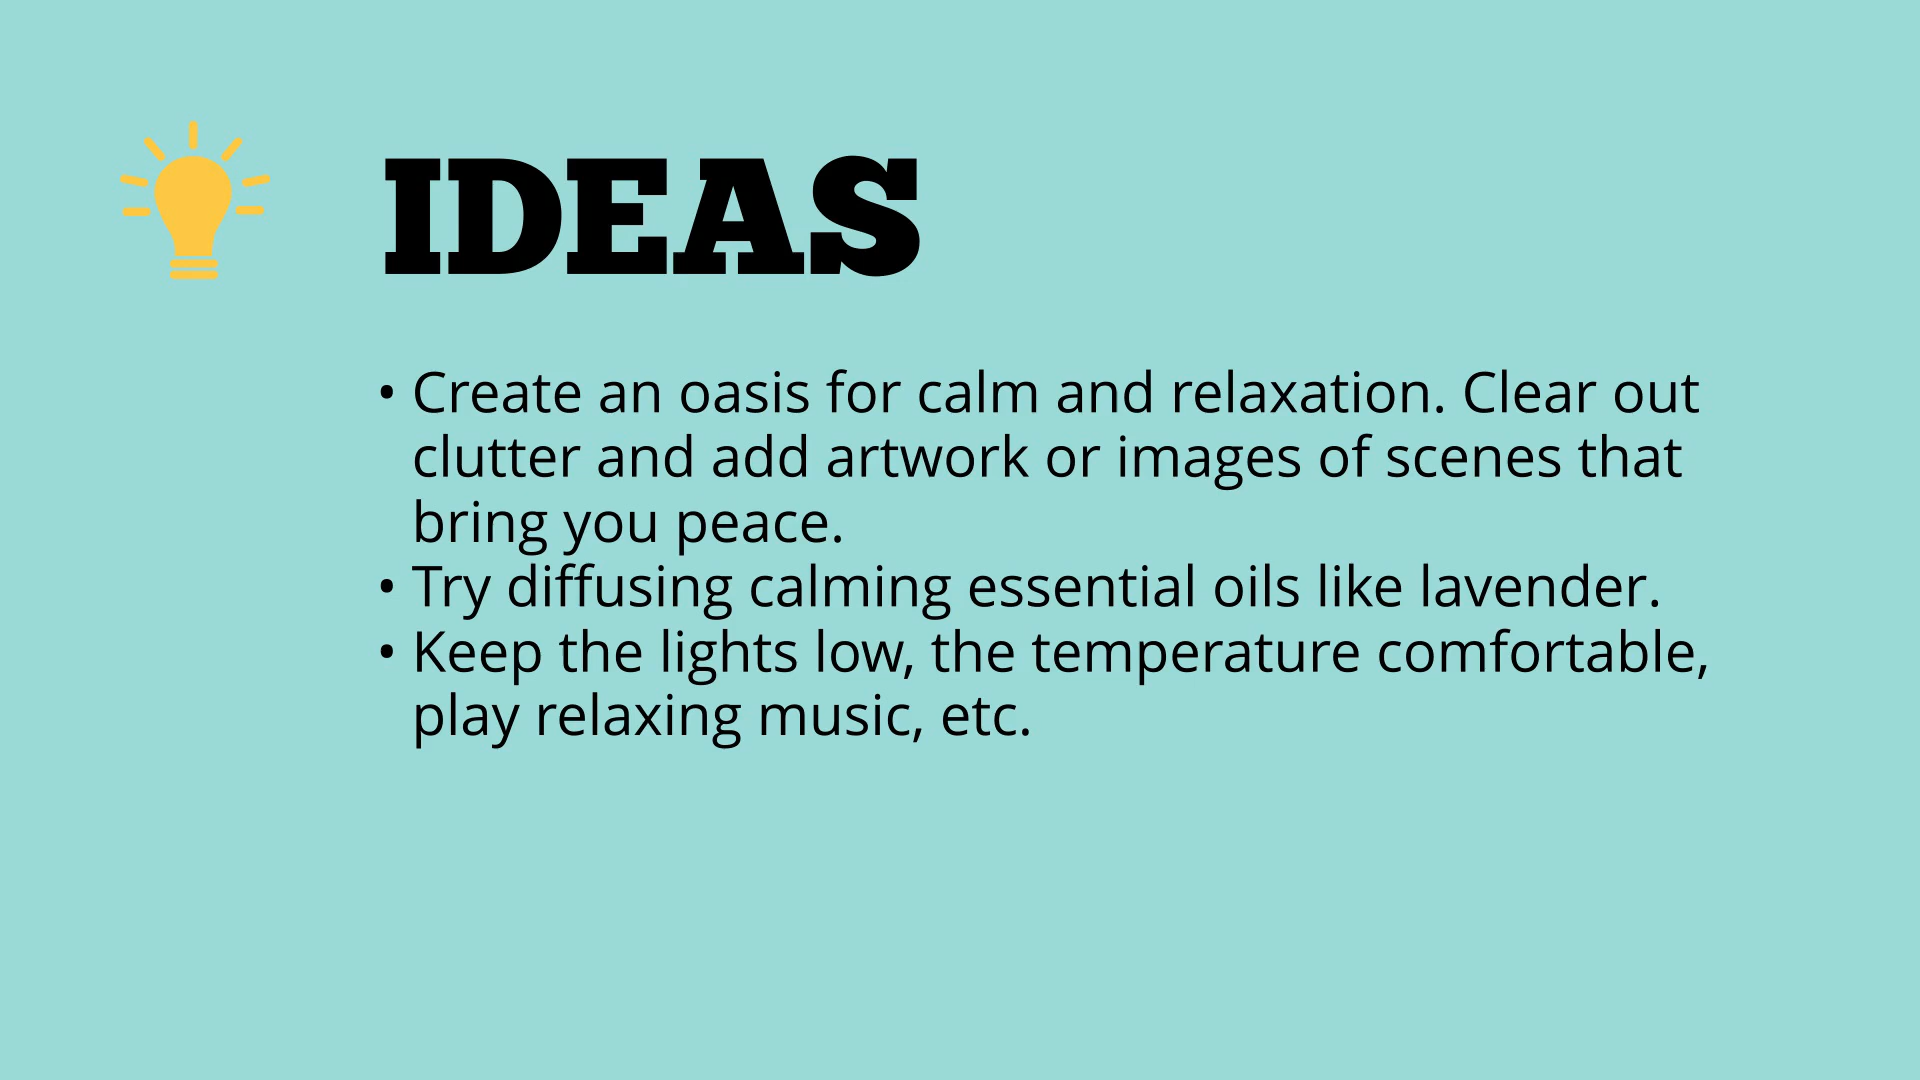 IDEAS
• Create an oasis for calm and relaxation. Clear out
clutter and add artwork or images of scenes that
bring you peace.
• Try diffusing calming essential oils like lavender.
• Keep the lights low, the temperature comfortable,
play relaxing music, etc.